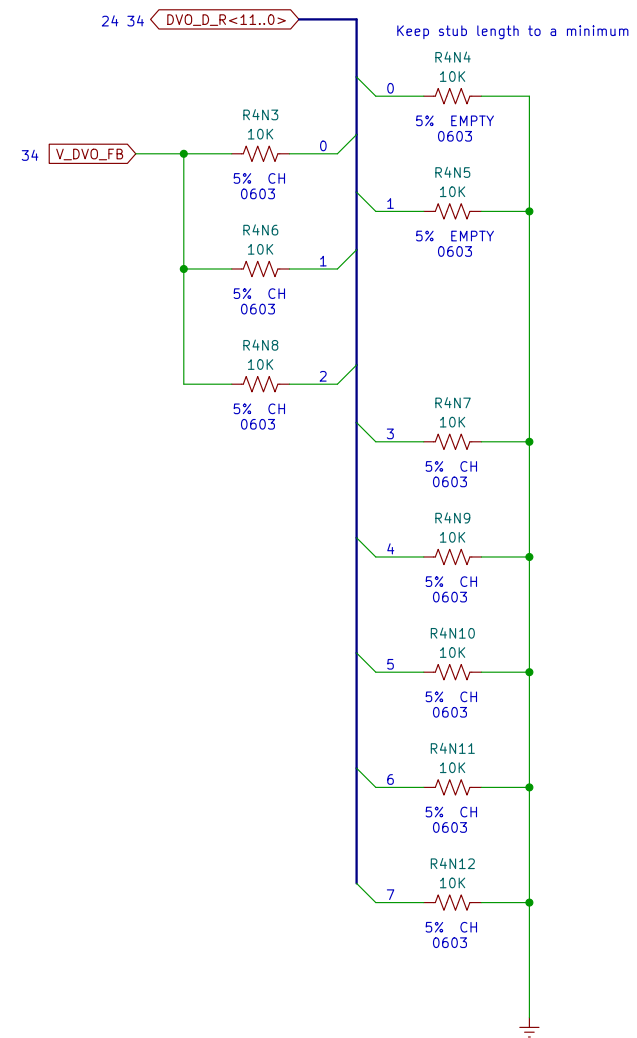 24 34 DVO_D_R<11..0>
Keep stub length to a minimum
R4N4
10K
0
5% EMPTY
0603
R4N3
10K
34 V_DVO_FB
0
5% CH
0603
R4N5
10K
1
5% EMPTY
0603
R4N6
10K
1
5% CH
0603
R4N8
10K
2
5% CH
0603
R4N7
10K
3
5% CH
0603
R4N9
10K
4
5% CH
0603
R4N10
10K
5
5% CH
0603
R4N11
10K
6
5% CH
0603
R4N12
10K
7
5% CH
0603